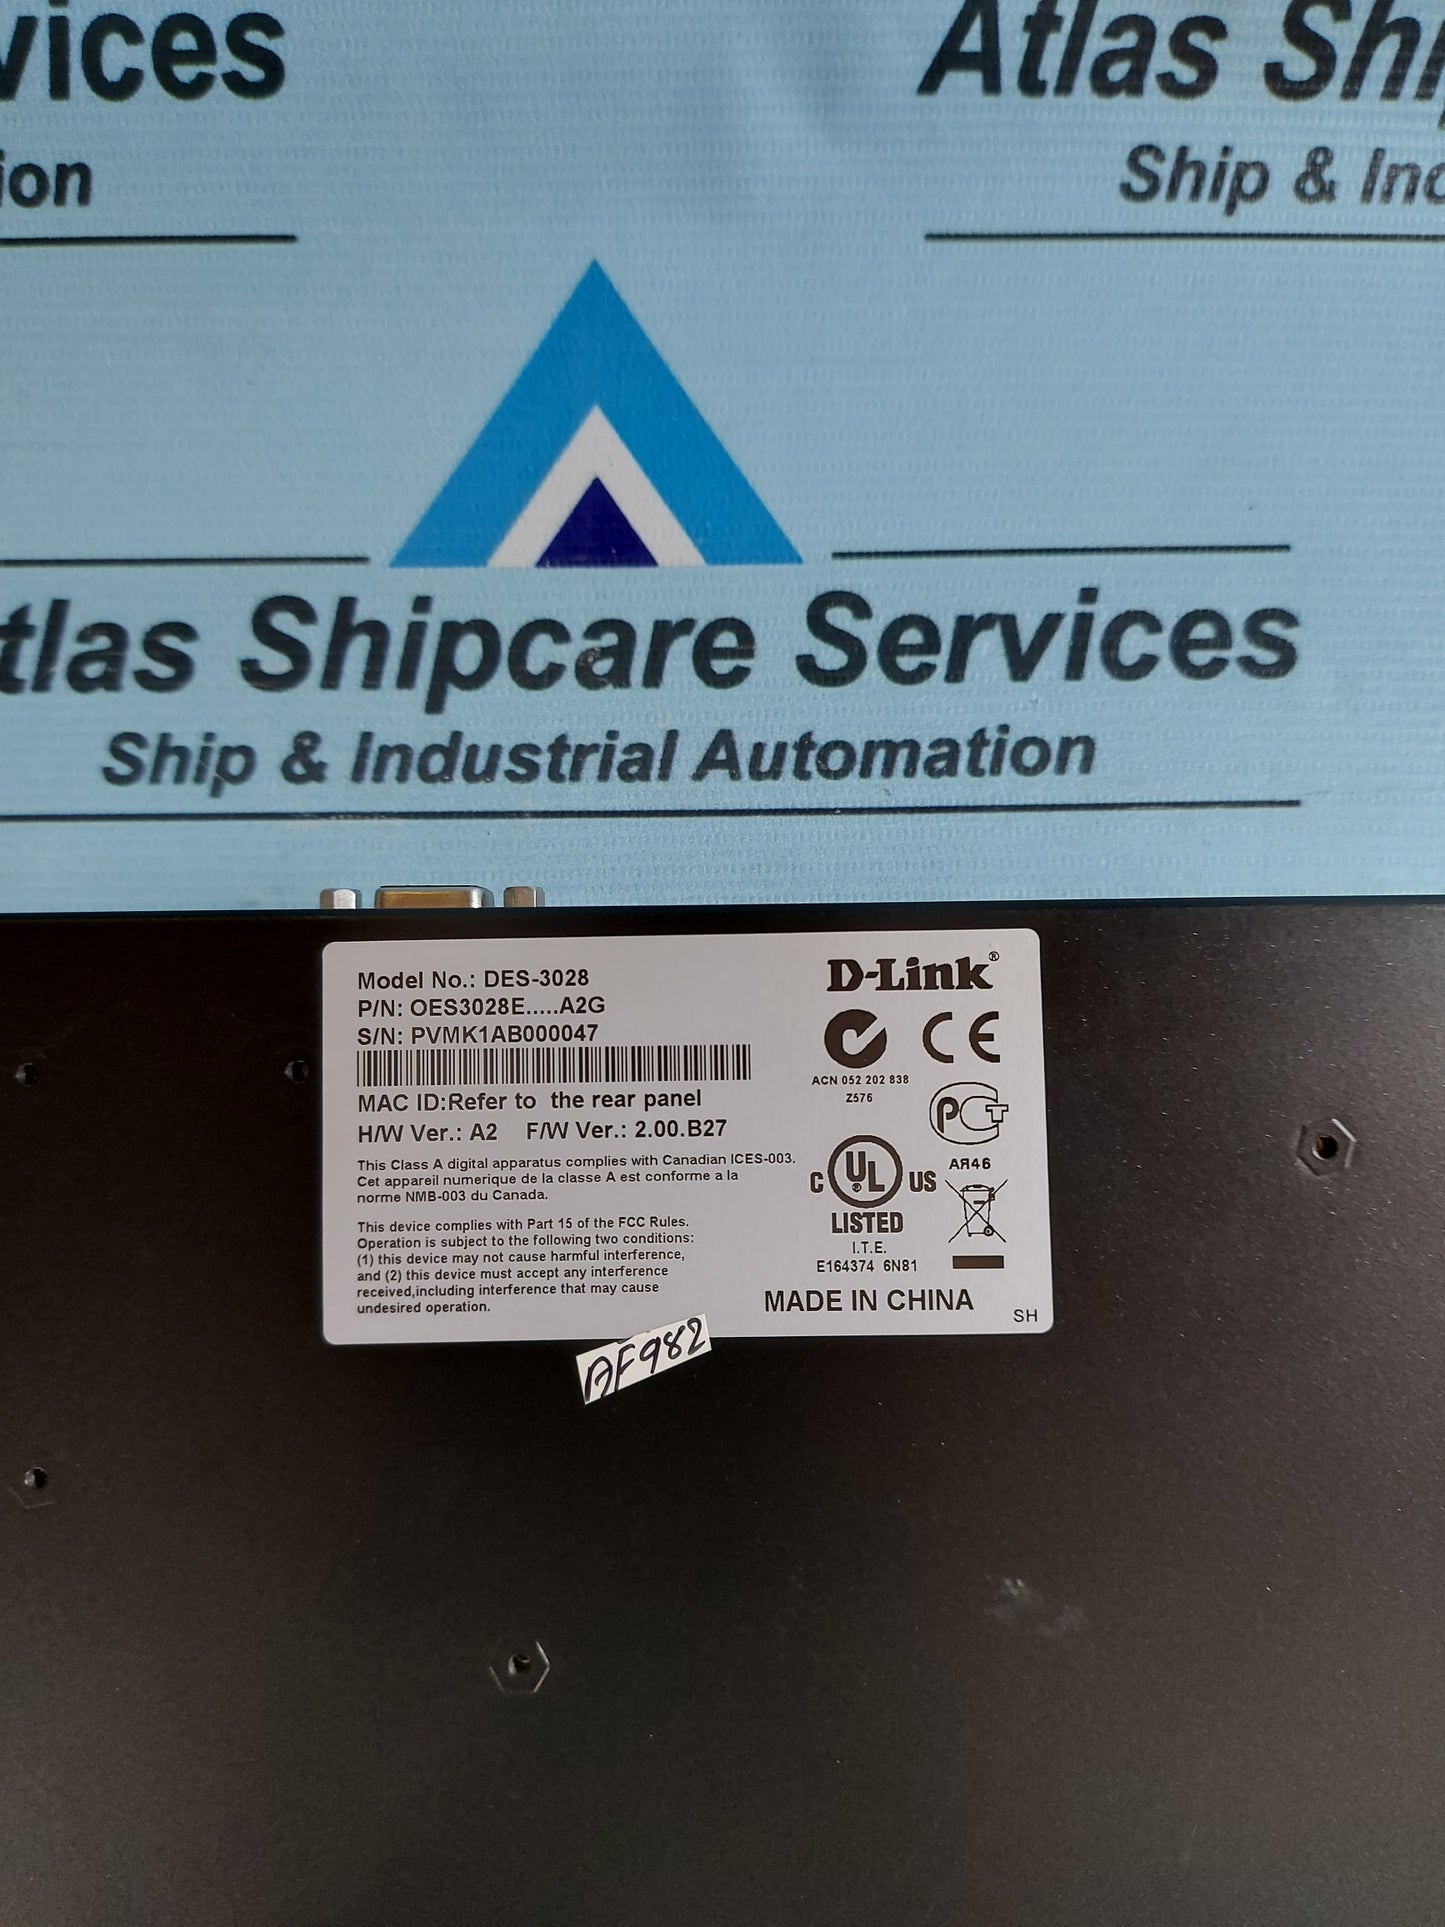 vices
Atlas Shi
ion
Ship & Ind
tlas Shipcare Services
Ship & Industrial Automation
Model No.: DES-3028
P/N: OES3028E.....A2G
S/N: PVMK1AB000047
MAC ID:Refer to the rear panel
H/W Ver.: A2 F/W Ver.: 2.00.B27
This Class A digital apparatus complies with Canadian ICES-003.
Cet appareil numerique de la classe A est conforme a la
norme NMB-003 du Canada.
This device complies with Part 15 of the FCC Rules.
Operation is subject to the following two conditions:
(1) this device may not cause harmful interference,
and (2) this device must accept any interference
received,including interference that may cause
undesired operation.
D-Link®
CE
ACN 052 202 838
Z576
PCT
АЯ46
C UL® US
LISTED
I.T.E.
E164374 6N81
MADE IN CHINA
SH
AF982